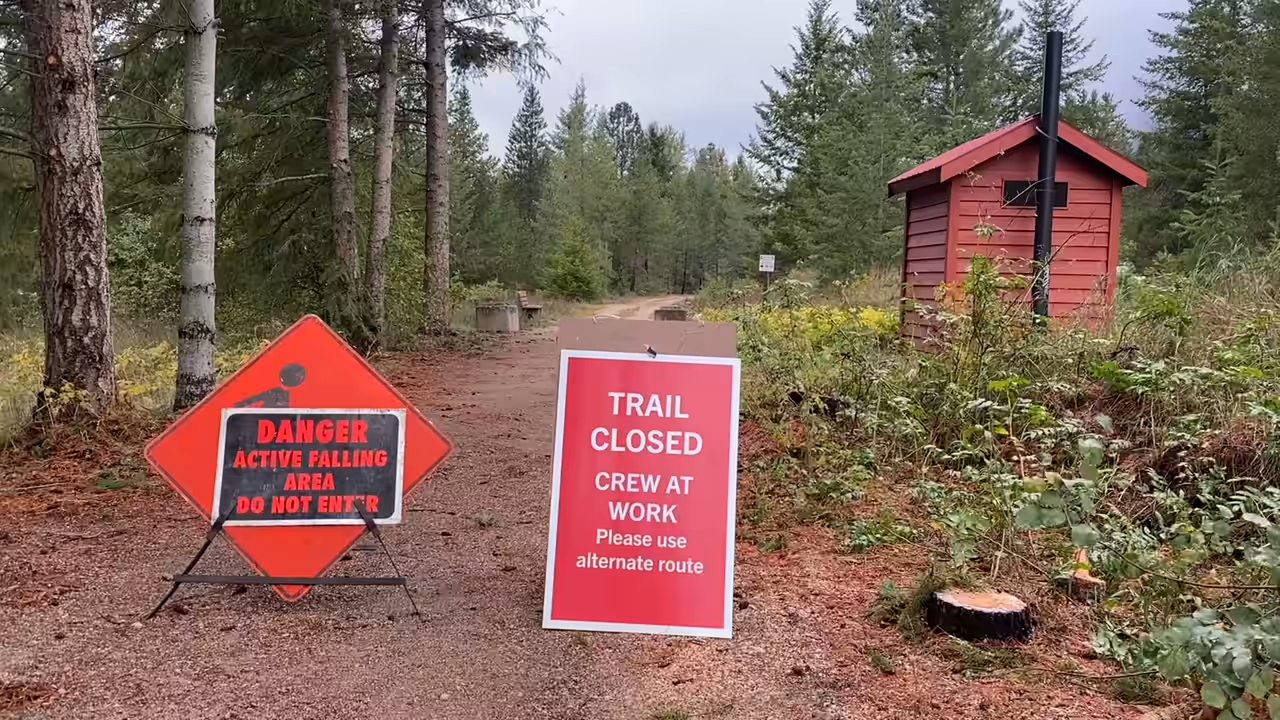 DANGER
ACTIVE FALLING
AREA
DO NOT ENTER
TRAIL
CLOSED
CREW AT
WORK
Please use
alternate route